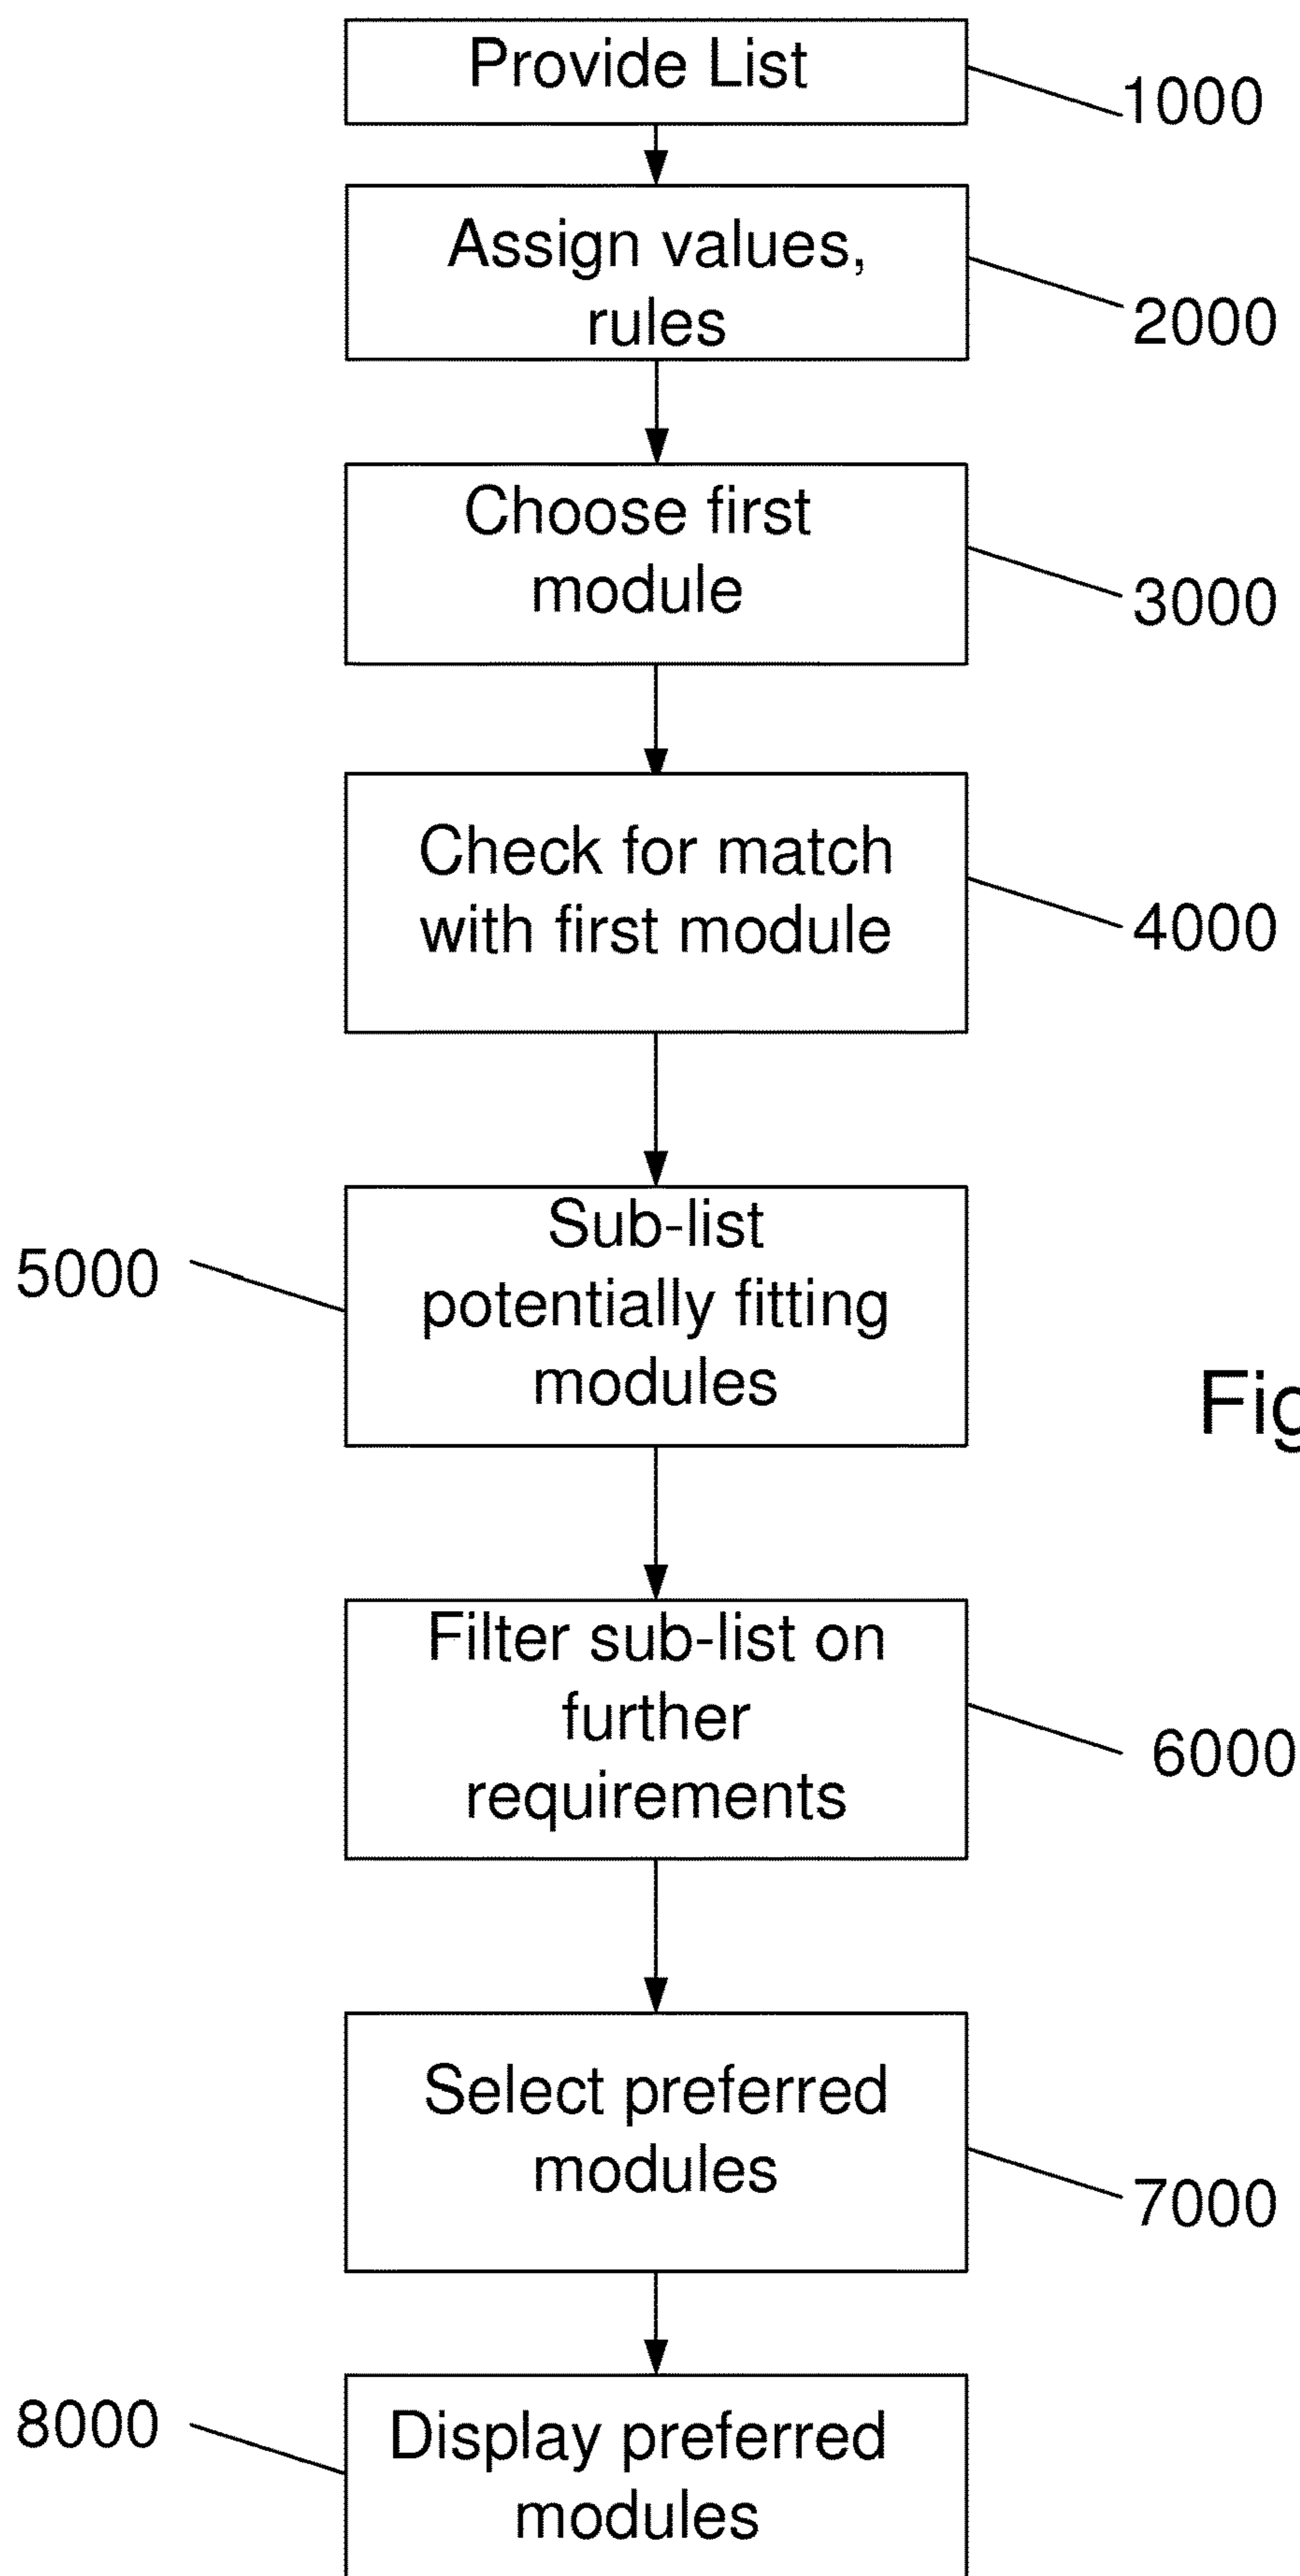 Provide List
1000
Assign values,
rules
2000
Choose first
module
3000
Check for match
with first module
4000
Sub-list
potentially fitting
modules
5000
Fig
Filter sub-list on
further
requirements
6000
Select preferred
modules
7000
Display preferred
modules
8000